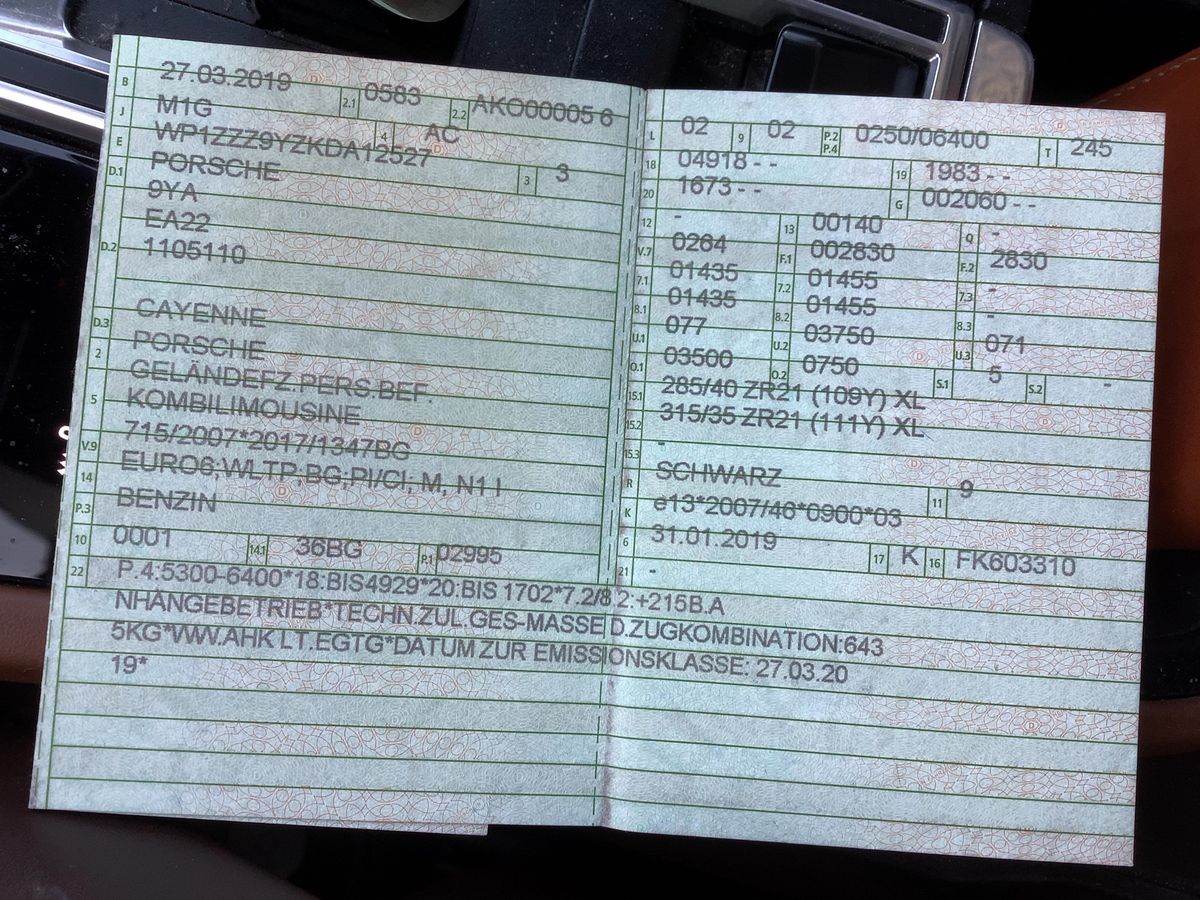 B 27.03.2019 2.1 0583 2.2 AKO00005 6
J M1G 4 AC
E WP1ZZZ9YZKDA12527 3 3
D.1 PORSCHE
9YA
EA22
D.2 1105110
D.3 CAYENNE
2 PORSCHE
GELÄNDEFZ.PERS.BEF.
5 KOMBILIMOUSINE
V.9 715/2007*2017/1347BG
14 EURO6;WLTP;BG;PI/CI; M, N1 I
P.3 BENZIN
10 0001 14.1 36BG P.1 02995
L 02 9 02 P.2 P.4 0250/06400 T 245
18 04918 - - 19 1983 - -
20 1673 - - G 002060 - -
12 - 13 00140 Q -
V.7 0264 F.1 002830 F.2 2830
7.1 01435 7.2 01455 7.3 -
8.1 01435 8.2 01455 8.3 -
U.1 077 U.2 03750 U.3 071
O.1 03500 O.2 0750 S.1 5 S.2 -
15.1 285/40 ZR21 (109Y) XL
15.2 315/35 ZR21 (111Y) XL
15.3 -
R SCHWARZ 11 9
K e13*2007/46*0900*03
6 31.01.2019 17 K 16 FK603310
21 -
22 P.4:5300-6400*18:BIS4929*20:BIS 1702*7.2/8.2:+215B.A
NHÄNGEBETRIEB*TECHN.ZUL.GES-MASSE D.ZUGKOMBINATION:643
5KG*WW.AHK LT.EGTG*DATUM ZUR EMISSIONSKLASSE: 27.03.20
19*